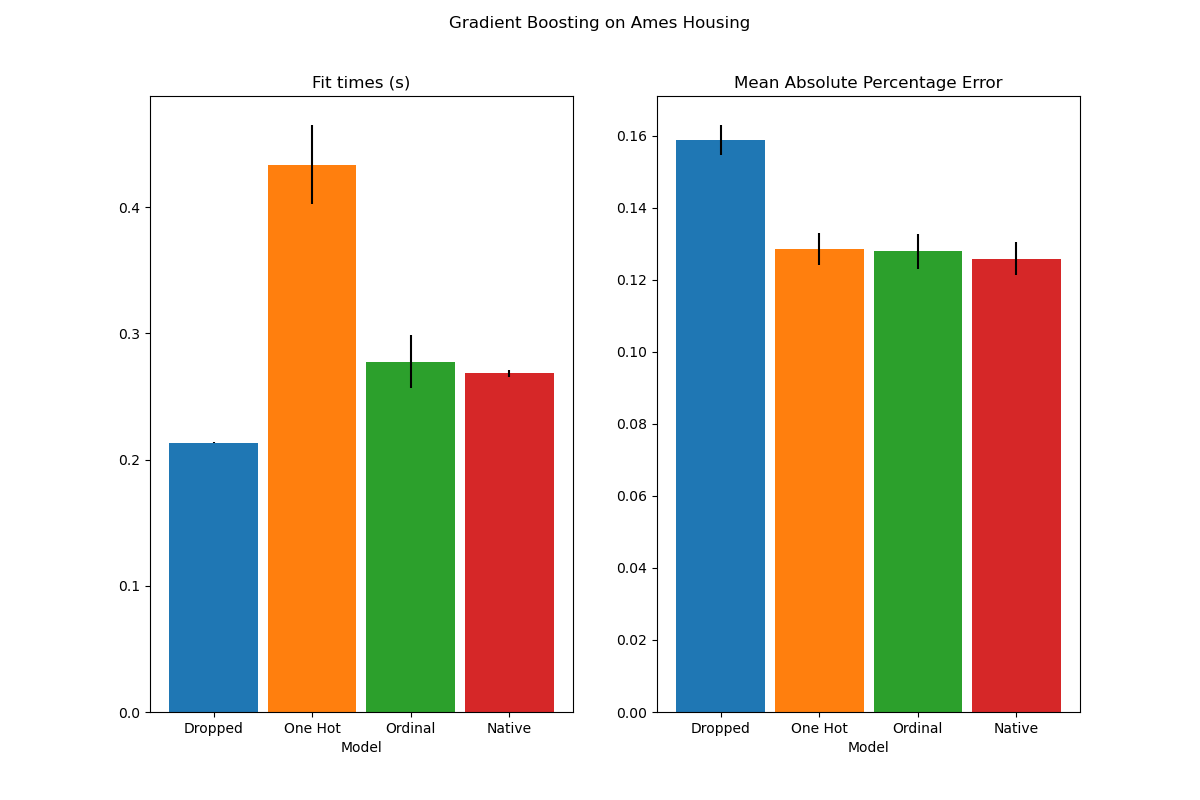 Gradient Boosting on Ames Housing
Fit times (s)
0.4
0.3
0.2
0.1
0.0
Dropped One Hot Ordinal Native
Model
Mean Absolute Percentage Error
0.16
0.14
0.12
0.10
0.08
0.06
0.04
0.02
0.00
Dropped One Hot Ordinal Native
Model